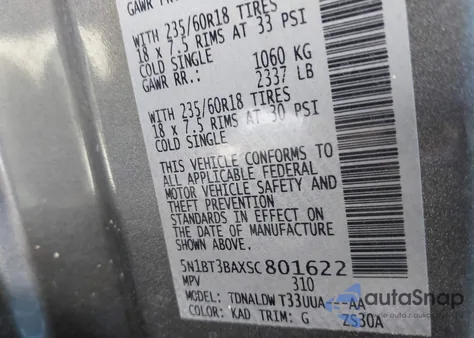 WITH 235/60R18 TIRES
18 x 7.5 RIMS AT 33 PSI
COLD SINGLE
GAWR RR.: 1060 KG
2337 LB
WITH 235/60R18 TIRES
18 x 7.5 RIMS AT 30 PSI
COLD SINGLE
THIS VEHICLE CONFORMS TO
ALL APPLICABLE FEDERAL
MOTOR VEHICLE SAFETY AND
THEFT PREVENTION
STANDARDS IN EFFECT ON
THE DATE OF MANUFACTURE
SHOWN ABOVE.
5N1BT3BAXSC801622
MPV 310
MODEL: TDNALDW T33UUA---AA
COLOR: KAD TRIM: G ZS30A
autoSnap